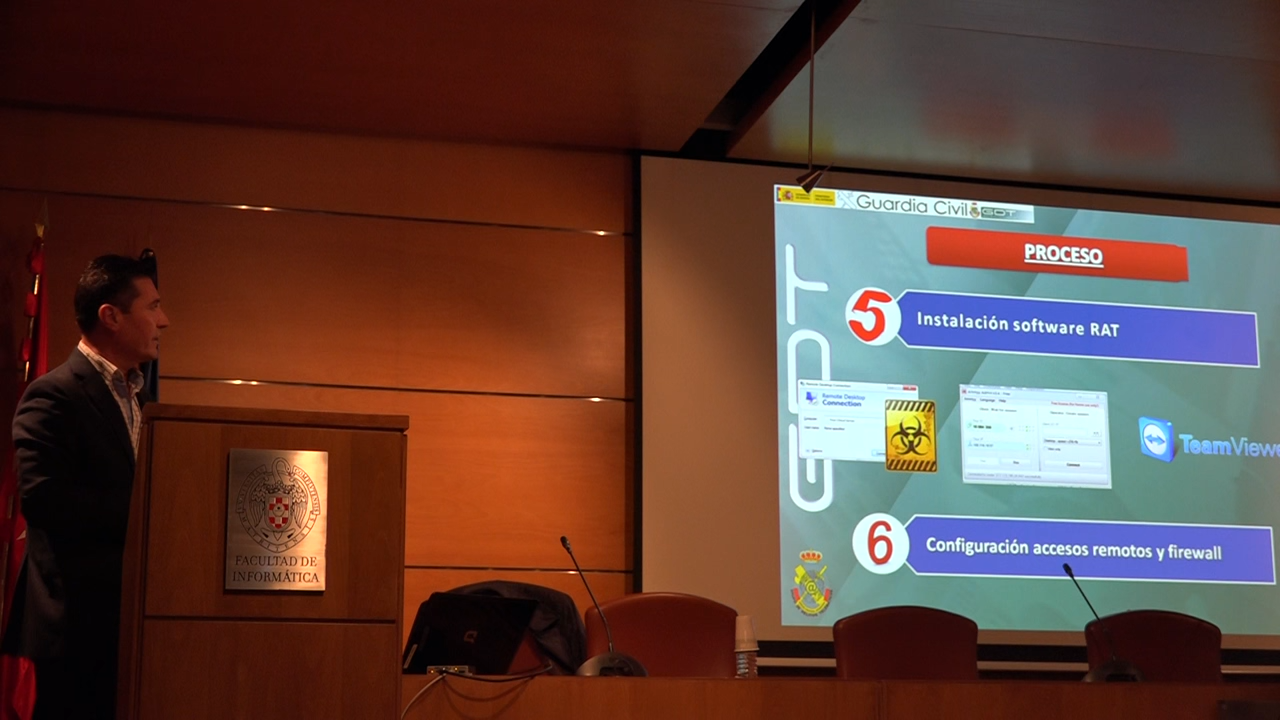 Guardia Civil
GDT
PROCESO
5
Instalación software RAT
GDT
Remote Desktop
Connection
TeamViewe
6
Configuración accesos remotos y firewall
FACULTAD DE
INFORMÁTICA